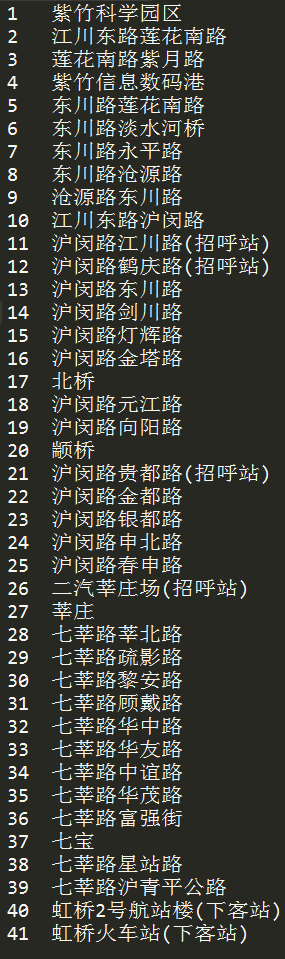 1 紫竹科学园区
2 江川东路莲花南路
3 莲花南路紫月路
4 紫竹信息数码港
5 东川路莲花南路
6 东川路淡水河桥
7 东川路永平路
8 东川路沧源路
9 沧源路东川路
10 江川东路沪闵路
11 沪闵路江川路(招呼站)
12 沪闵路鹤庆路(招呼站)
13 沪闵路东川路
14 沪闵路剑川路
15 沪闵路灯辉路
16 沪闵路金塔路
17 北桥
18 沪闵路元江路
19 沪闵路向阳路
20 颛桥
21 沪闵路贵都路(招呼站)
22 沪闵路金都路
23 沪闵路银都路
24 沪闵路申北路
25 沪闵路春申路
26 二汽莘庄场(招呼站)
27 莘庄
28 七莘路莘北路
29 七莘路疏影路
30 七莘路黎安路
31 七莘路顾戴路
32 七莘路华中路
33 七莘路华友路
34 七莘路中谊路
35 七莘路华茂路
36 七莘路富强街
37 七宝
38 七莘路星站路
39 七莘路沪青平公路
40 虹桥2号航站楼(下客站)
41 虹桥火车站(下客站)